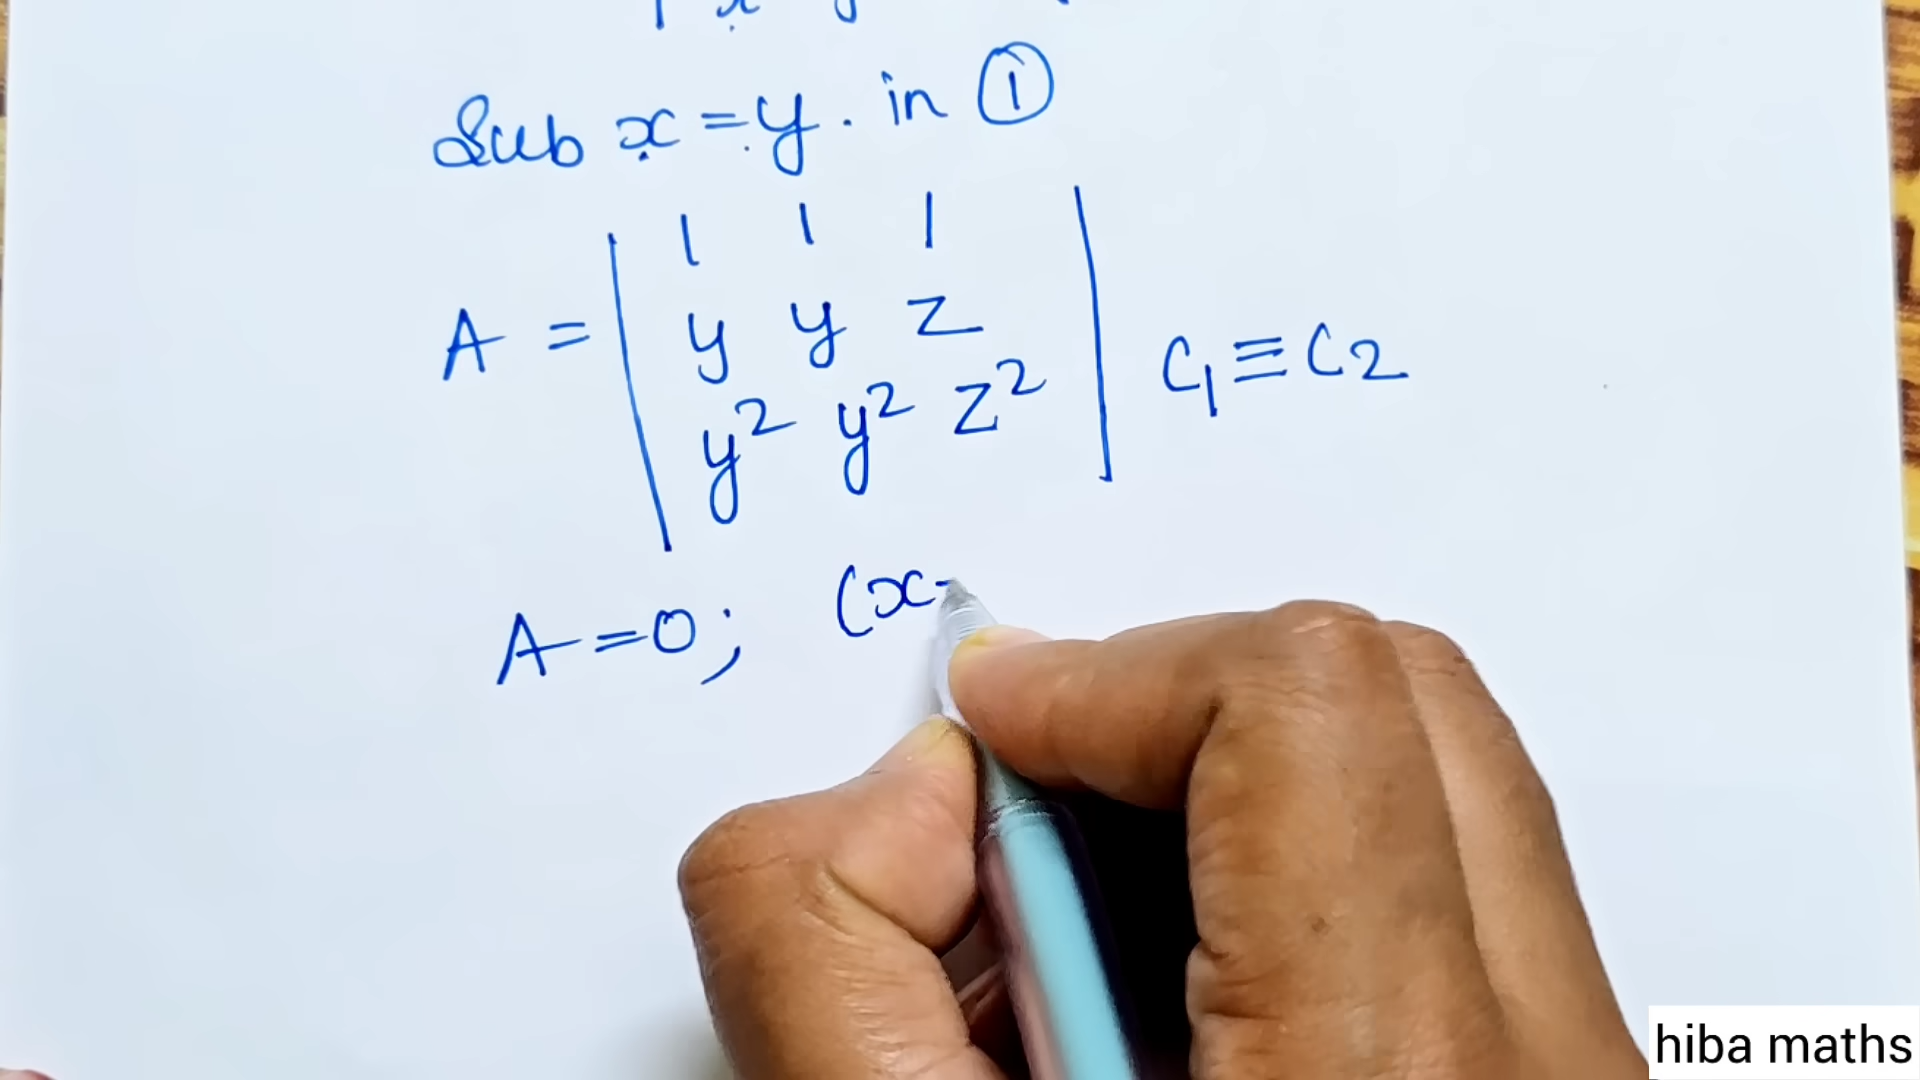 Sub x = y . in ①
1 1 1
A = | y y z | C₁ ≡ C₂
y² y² z²
A = 0 ; (x-
hiba maths